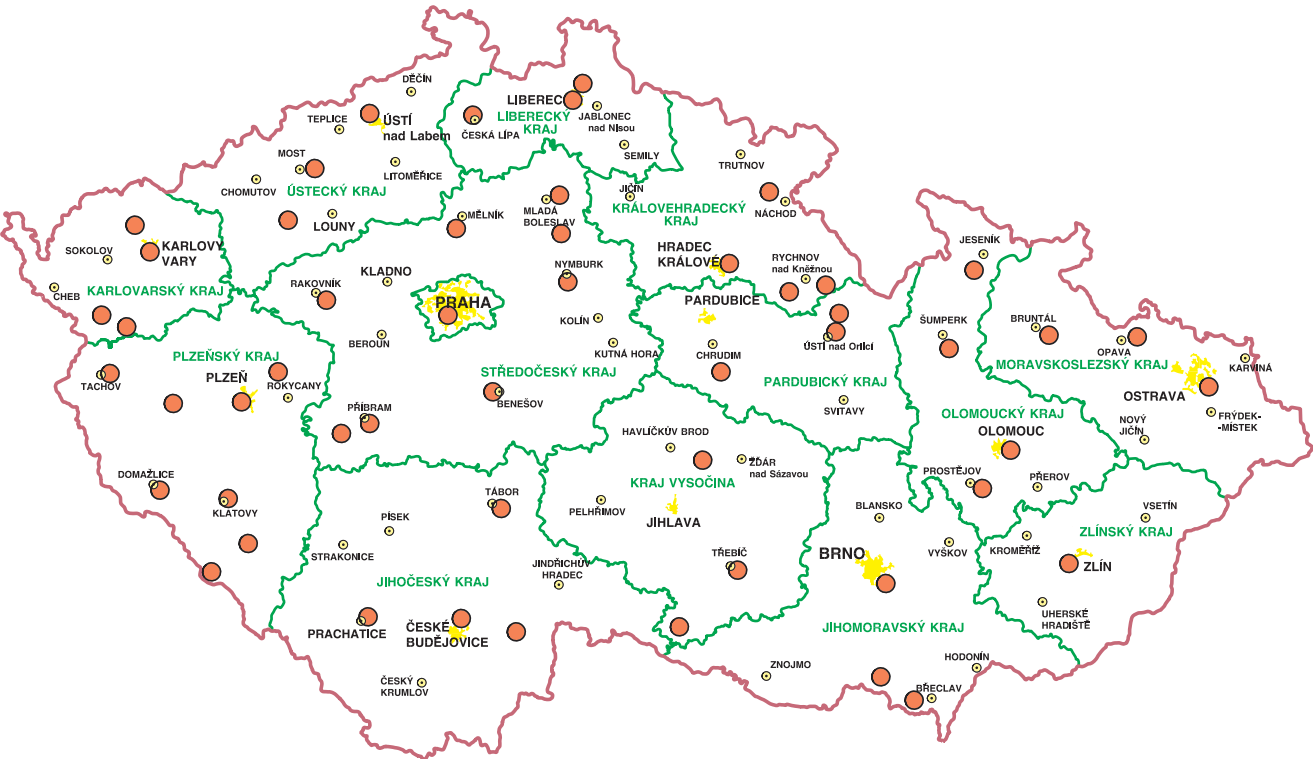 DĚČÍN
TEPLICE
ÚSTÍ
nad Labem
MOST
LITOMĚŘICE
CHOMUTOV
ÚSTECKÝ KRAJ
LOUNY
LIBEREC
LIBERECKÝ
KRAJ
ČESKÁ LÍPA
JABLONEC
nad Nisou
SEMILY
TRUTNOV
JIČÍN
KRÁLOVEHRADECKÝ
KRAJ
NÁCHOD
HRADEC
KRÁLOVÉ
RYCHNOV
nad Kněžnou
MĚLNÍK
MLADÁ
BOLESLAV
NYMBURK
KLADNO
RAKOVNÍK
PRAHA
BEROUN
KOLÍN
KUTNÁ HORA
STŘEDOČESKÝ KRAJ
BENEŠOV
PŘÍBRAM
SOKOLOV
KARLOVY
VARY
CHEB
KARLOVARSKÝ KRAJ
PLZEŇSKÝ KRAJ
TACHOV
PLZEŇ
ROKYCANY
DOMAŽLICE
KLATOVY
PARDUBICE
CHRUDIM
ÚSTÍ nad Orlicí
PARDUBICKÝ KRAJ
SVITAVY
JESENÍK
ŠUMPERK
BRUNTÁL
OPAVA
MORAVSKOSLEZSKÝ KRAJ
KARVINÁ
OSTRAVA
NOVÝ
JIČÍN
FRÝDEK-
-MÍSTEK
OLOMOUCKÝ KRAJ
OLOMOUC
PROSTĚJOV
PŘEROV
HAVLÍČKŮV BROD
ŽĎÁR
nad Sázavou
KRAJ VYSOČINA
PELHŘIMOV
JIHLAVA
TŘEBÍČ
TÁBOR
PÍSEK
STRAKONICE
JINDŘICHŮV
HRADEC
JIHOČESKÝ KRAJ
PRACHATICE
ČESKÉ
BUDĚJOVICE
ČESKÝ
KRUMLOV
BLANSKO
BRNO
VYŠKOV
JIHOMORAVSKÝ KRAJ
ZNOJMO
HODONÍN
BŘECLAV
VSETÍN
KROMĚŘÍŽ
ZLÍNSKÝ KRAJ
ZLÍN
UHERSKÉ
HRADIŠTĚ